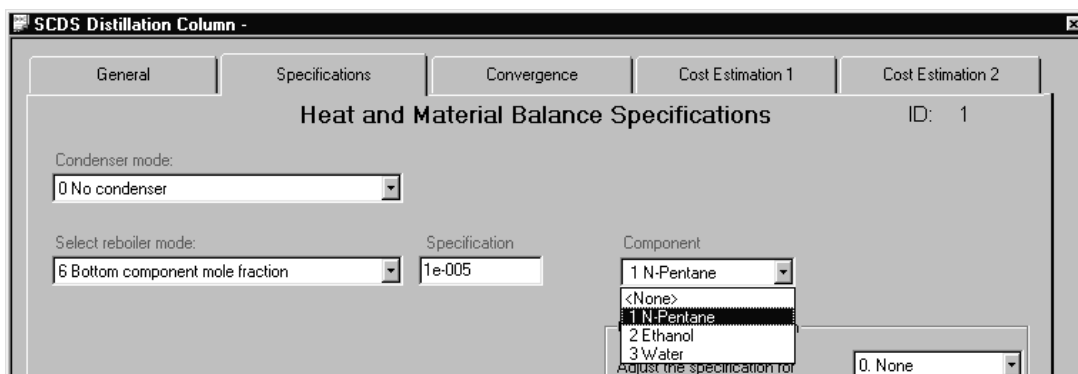 SCDS Distillation Column -
General Specifications Convergence Cost Estimation 1 Cost Estimation 2
Heat and Material Balance Specifications ID: 1
Condenser mode:
0 No condenser
Select reboiler mode: Specification Component
6 Bottom component mole fraction 1e-005 1 N-Pentane
<None>
1 N-Pentane
2 Ethanol
3 Water
Adjust the specification for 0. None